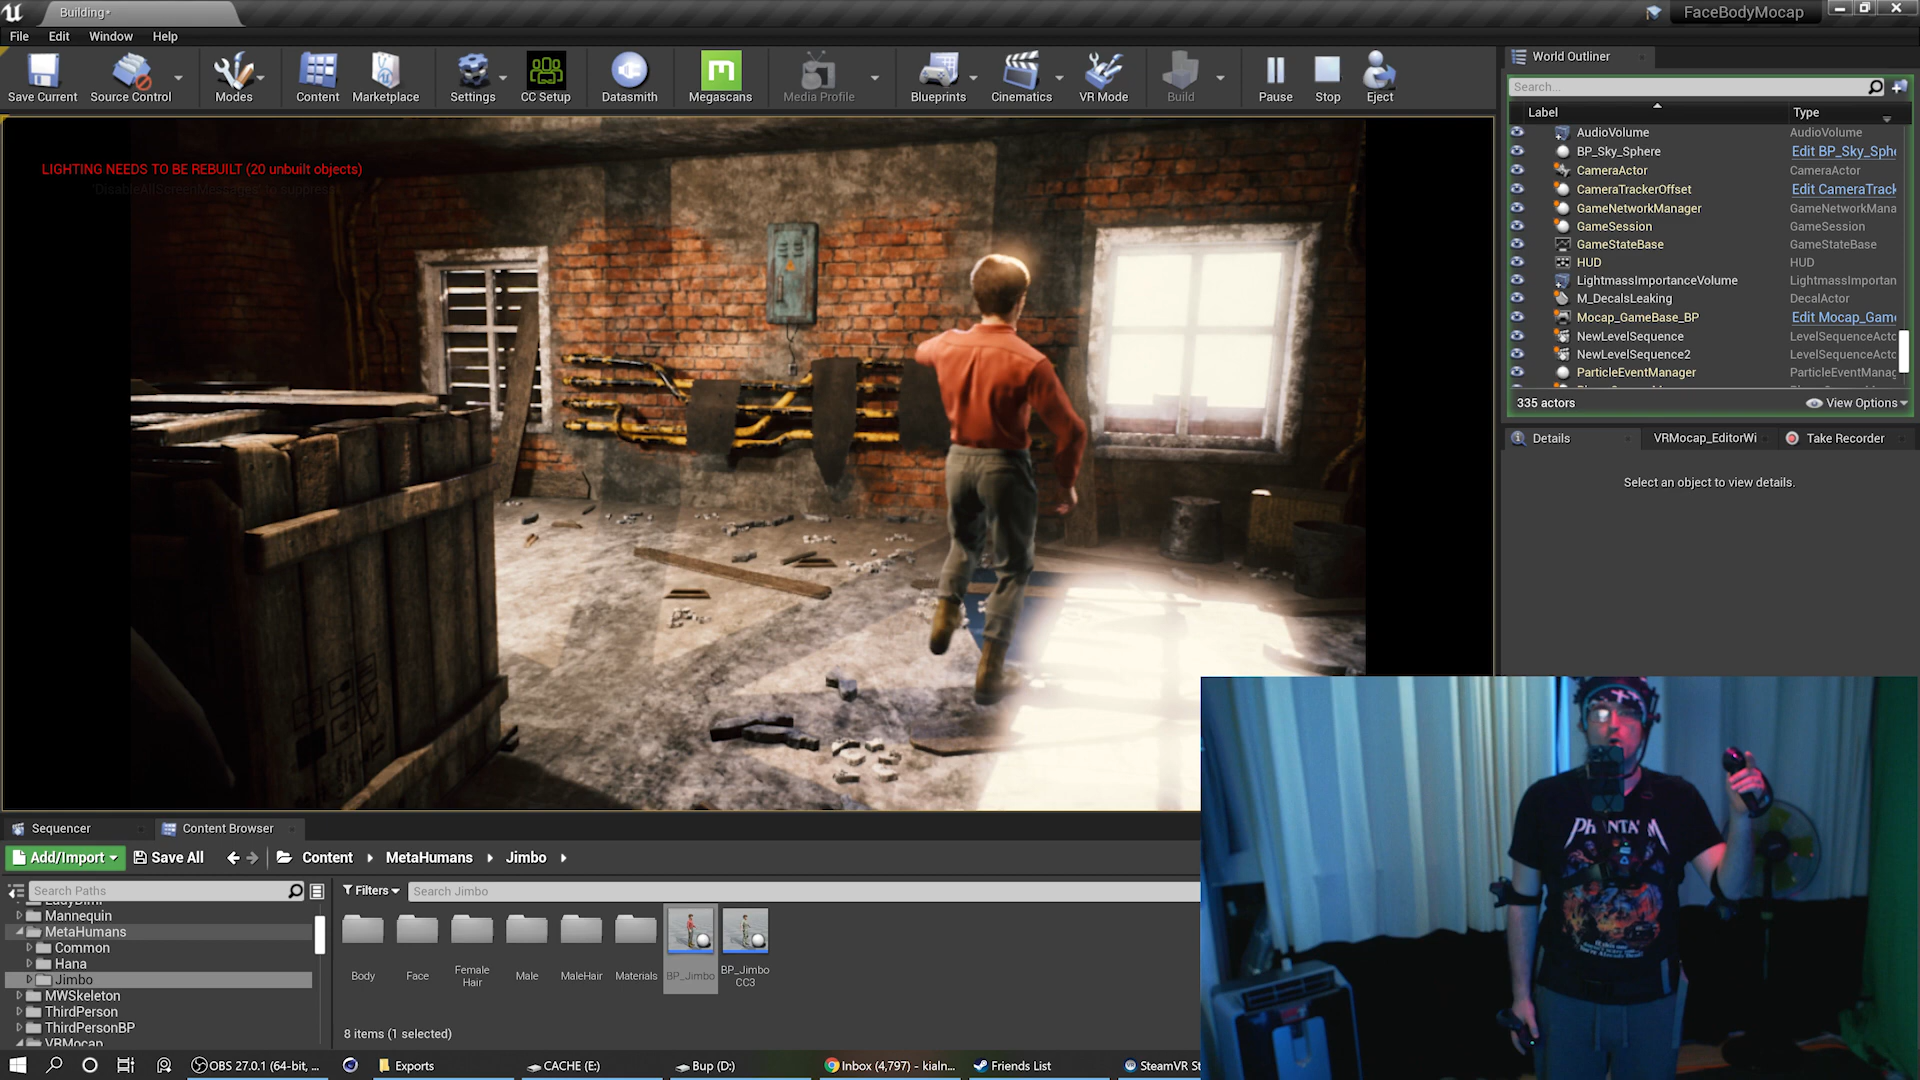 Building*
FaceBodyMocap
File Edit Window Help
Save Current
Source Control
Modes
Content
Marketplace
Settings
CC Setup
Datasmith
Megascans
Media Profile
Blueprints
Cinematics
VR Mode
Build
Pause
Stop
Eject
World Outliner
Search...
Label Type
AudioVolume AudioVolume
BP_Sky_Sphere Edit BP_Sky_Sphe
CameraActor CameraActor
CameraTrackerOffset Edit CameraTrack
GameNetworkManager GameNetworkMana
GameSession GameSession
GameStateBase GameStateBase
HUD HUD
LightmassImportanceVolume LightmassImportan
M_DecalsLeaking DecalActor
Mocap_GameBase_BP Edit Mocap_Game
NewLevelSequence LevelSequenceActo
NewLevelSequence2 LevelSequenceActo
ParticleEventManager ParticleEventManag
335 actors View Options
Details VRMocap_EditorWi Take Recorder
Select an object to view details.
LIGHTING NEEDS TO BE REBUILT (20 unbuilt objects)
'DisableAllScreenMessages' to suppress
PHANTASM
Sequencer Content Browser
Add/Import Save All Content MetaHumans Jimbo
Search Paths
Filters Search Jimbo
LadyDimi
Mannequin
MetaHumans
Common
Hana
Jimbo
MWSkeleton
ThirdPerson
ThirdPersonBP
VRMocap
Body
Face
Female
Hair
Male
MaleHair
Materials
BP_Jimbo
BP_Jimbo
CC3
8 items (1 selected)
OBS 27.0.1 (64-bit, ...
Exports
CACHE (E:)
Bup (D:)
Inbox (4,797) - kialn...
Friends List
SteamVR St